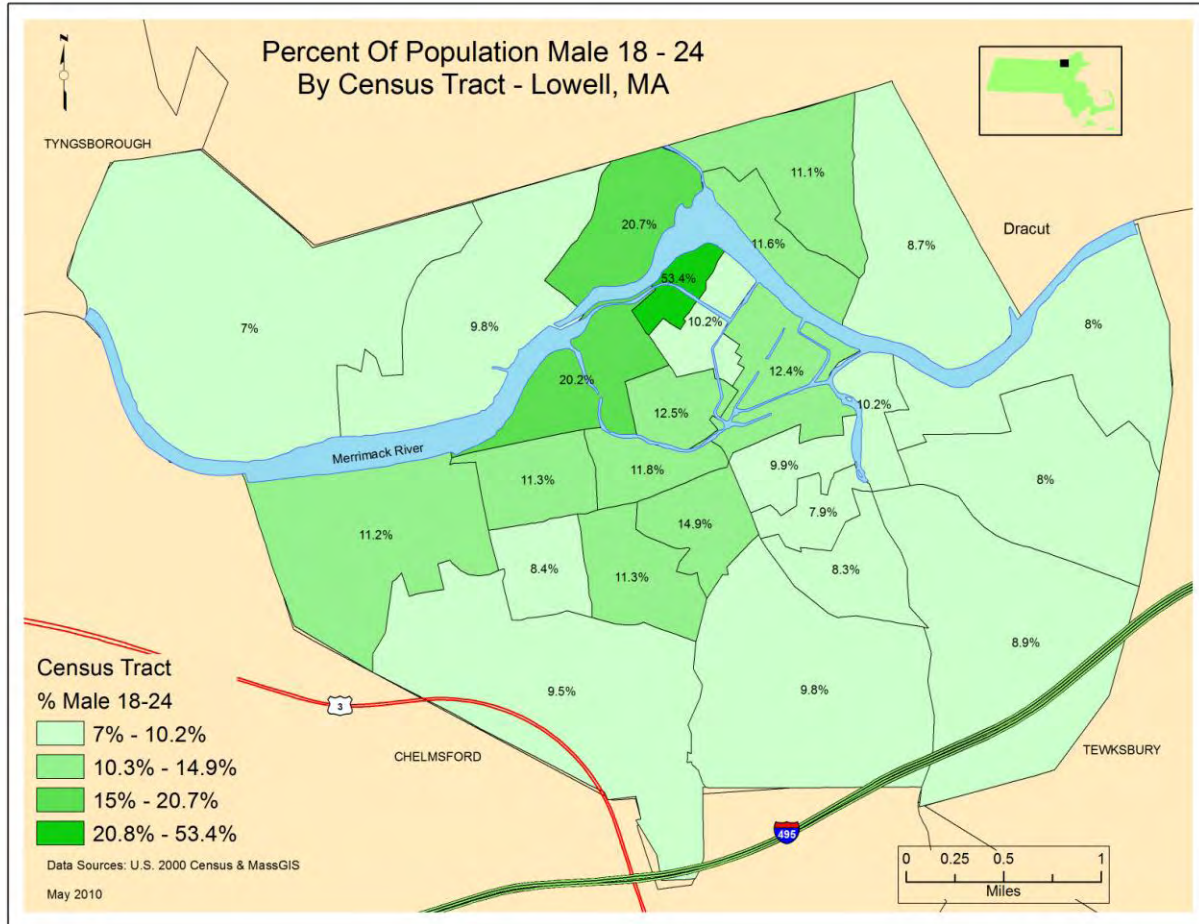 Percent Of Population Male 18 - 24
By Census Tract - Lowell, MA
N
TYNGSBOROUGH
11.1%
20.7%
11.6%
8.7%
Dracut
53.4%
7%
9.8%
10.2%
8%
20.2%
12.4%
10.2%
12.5%
Merrimack River
11.8%
9.9%
11.3%
8%
7.9%
14.9%
11.2%
8.4%
11.3%
8.3%
8.9%
9.5%
9.8%
3
CHELMSFORD
TEWKSBURY
495
Census Tract
% Male 18-24
7% - 10.2%
10.3% - 14.9%
15% - 20.7%
20.8% - 53.4%
Data Sources: U.S. 2000 Census & MassGIS
May 2010
0 0.25 0.5 1
Miles